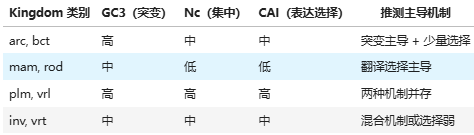 Kingdom 类别 GC3（突变） Nc（集中） CAI（表达选择） 推测主导机制
arc, bct 高 中 中 突变主导 + 少量选择
mam, rod 中 低 低 翻译选择主导
plm, vrl 高 高 高 两种机制并存
inv, vrt 中 中 中 混合机制或选择弱